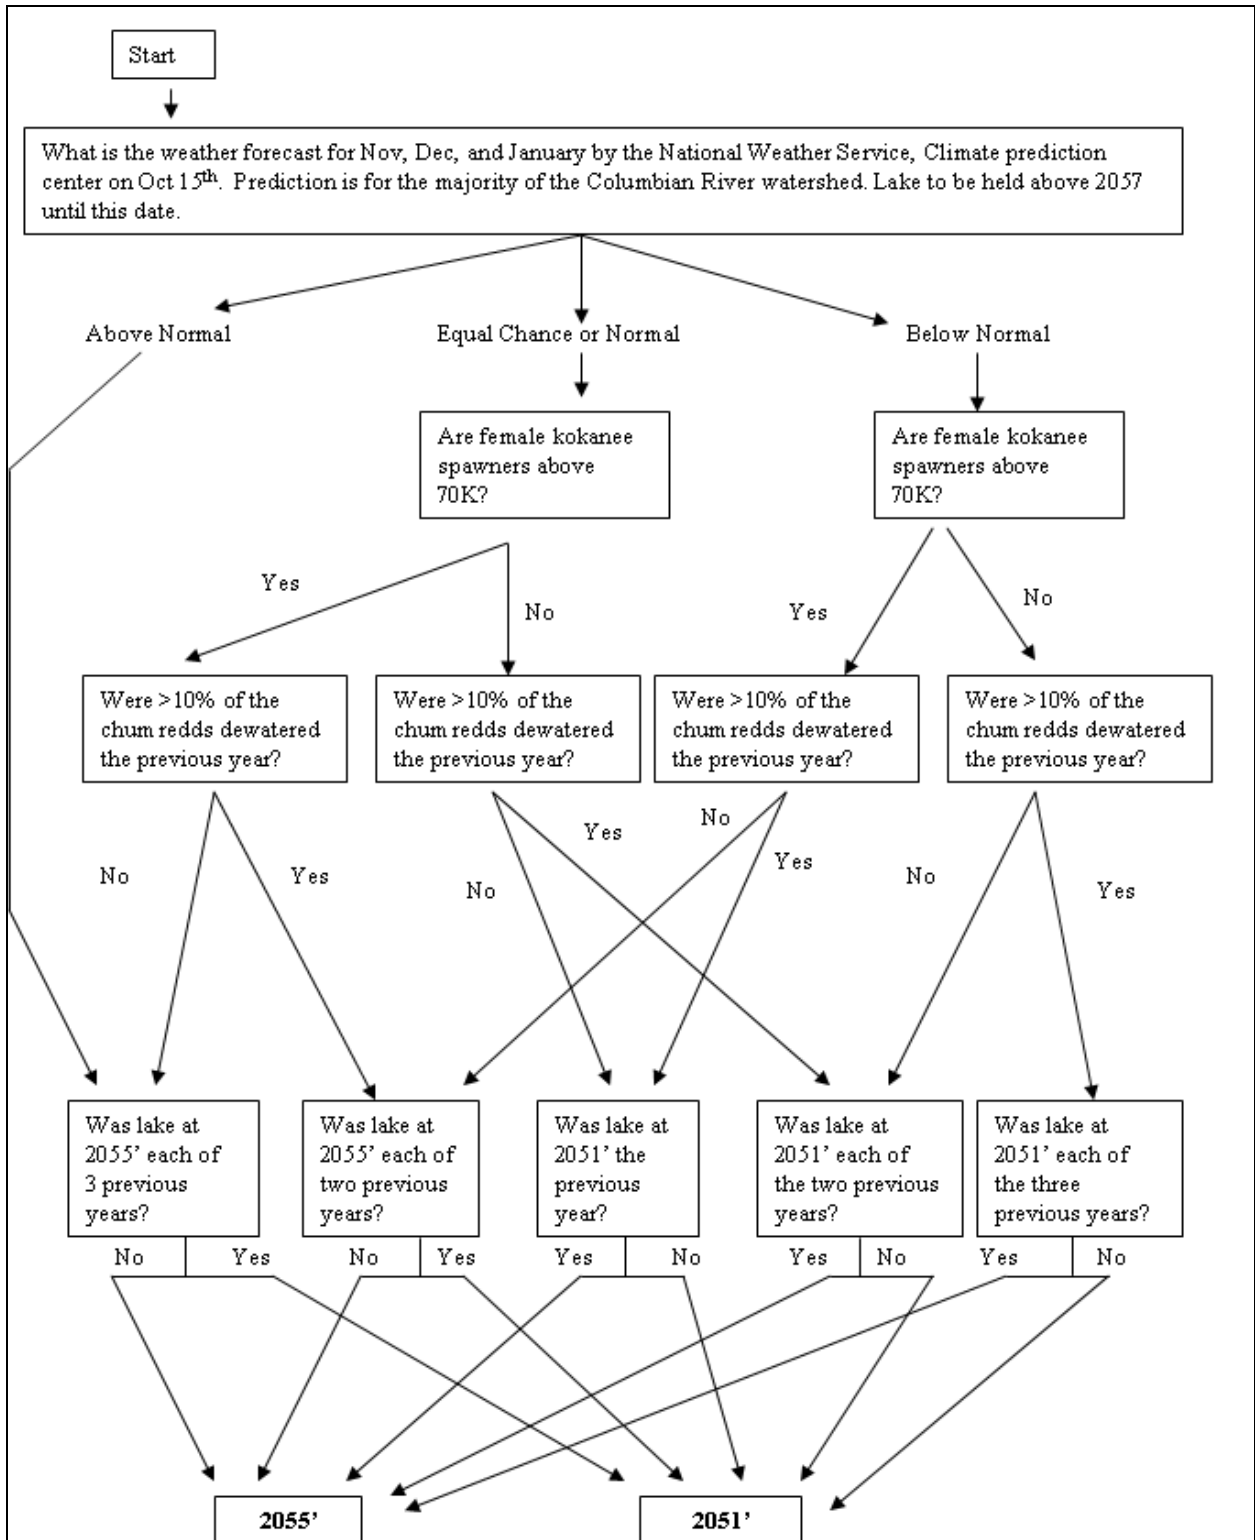 Start
What is the weather forecast for Nov, Dec, and January by the National Weather Service, Climate prediction
center on Oct 15th. Prediction is for the majority of the Columbian River watershed. Lake to be held above 2057
until this date.
Above Normal
Equal Chance or Normal
Below Normal
Are female kokanee
spawners above
70K?
Are female kokanee
spawners above
70K?
Yes
No
Yes
No
Were >10% of the
chum redds dewatered
the previous year?
Were >10% of the
chum redds dewatered
the previous year?
Were >10% of the
chum redds dewatered
the previous year?
Were >10% of the
chum redds dewatered
the previous year?
No
Yes
No
Yes
No
Yes
No
Yes
Was lake at
2055’ each of
3 previous
years?
Was lake at
2055’ each of
two previous
years?
Was lake at
2051’ the
previous
year?
Was lake at
2051’ each of
the two previous
years?
Was lake at
2051’ each of
the three
previous years?
No
Yes
No
Yes
Yes
No
Yes
No
Yes
No
2055’
2051’